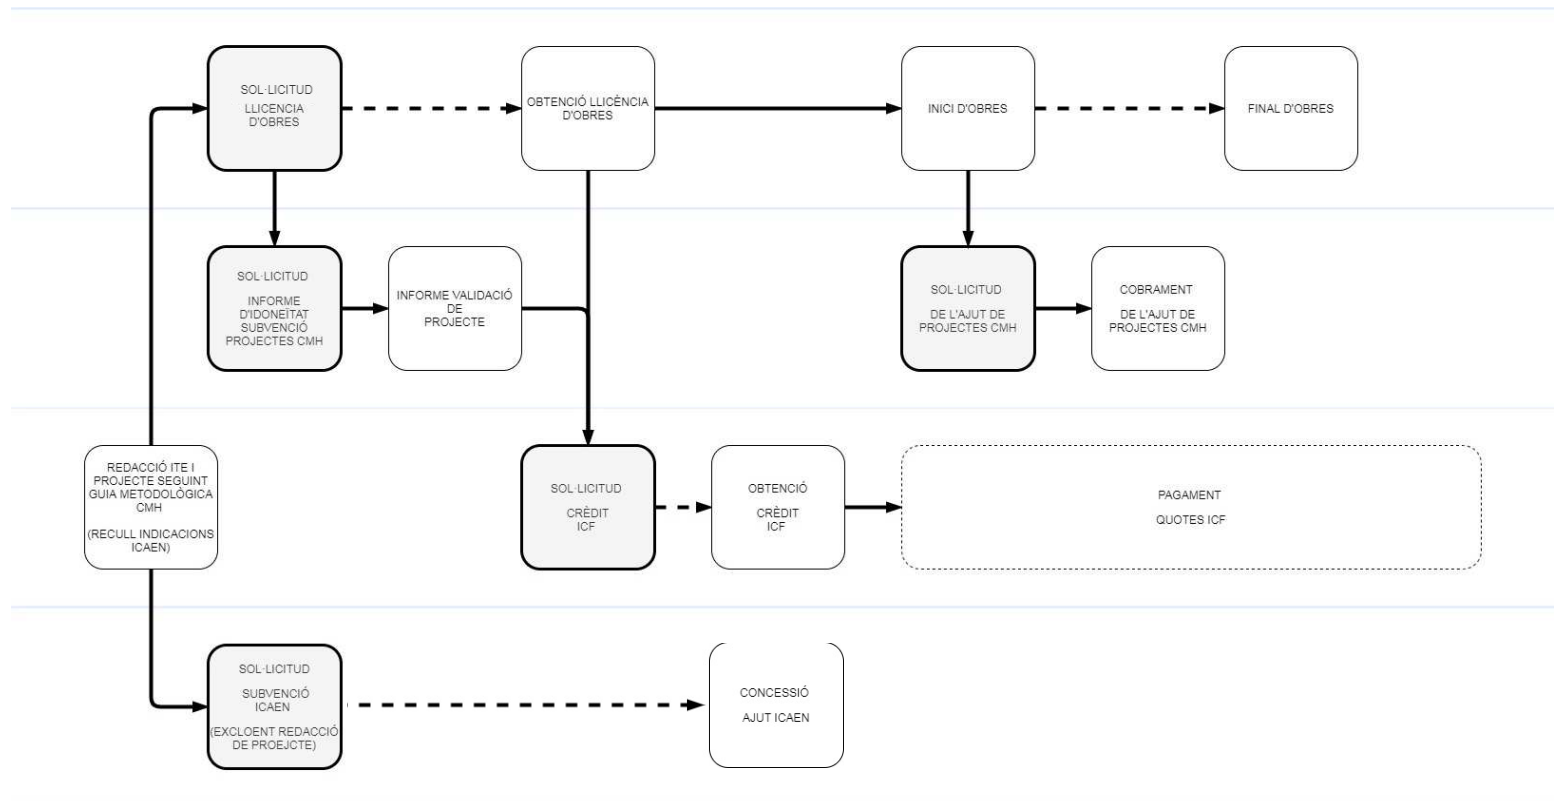 SOL·LICITUD
LLICENCIA
D'OBRES
OBTENCIÓ LLICÈNCIA
D'OBRES
INICI D'OBRES
FINAL D'OBRES
SOL·LICITUD
INFORME
D'IDONEÏTAT
SUBVENCIÓ
PROJECTES CMH
INFORME VALIDACIÓ
DE
PROJECTE
SOL·LICITUD
DE L'AJUT DE
PROJECTES CMH
COBRAMENT
DE L'AJUT DE
PROJECTES CMH
REDACCIÓ ITE I
PROJECTE SEGUINT
GUIA METODOLÒGICA
CMH
(RECULL INDICACIONS
ICAEN)
SOL·LICITUD
CRÈDIT
ICF
OBTENCIÓ
CRÈDIT
ICF
PAGAMENT
QUOTES ICF
SOL·LICITUD
SUBVENCIÓ
ICAEN
(EXCLOENT REDACCIÓ
DE PROEJCTE)
CONCESSIÓ
AJUT ICAEN